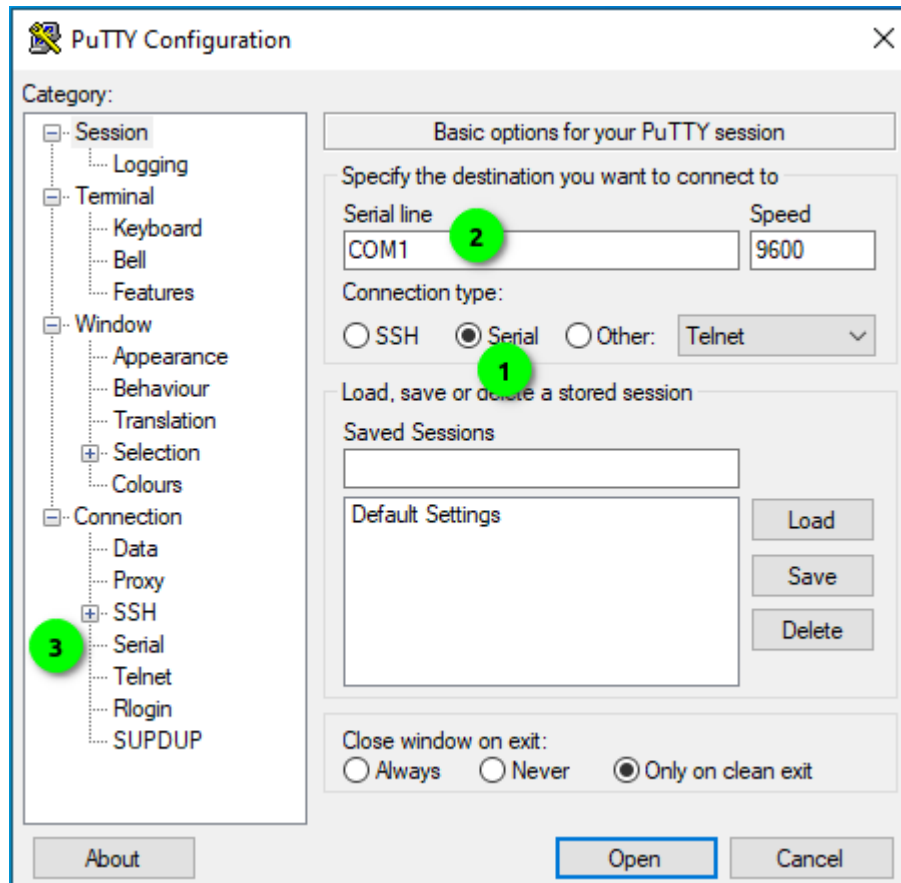 PuTTY Configuration
Category:
Session
Logging
Terminal
Keyboard
Bell
Features
Window
Appearance
Behaviour
Translation
Selection
Colours
Connection
Data
Proxy
SSH
Serial
3
Telnet
Rlogin
SUPDUP
Basic options for your PuTTY session
Specify the destination you want to connect to
Serial line Speed
COM1 2 9600
Connection type:
SSH Serial Other: Telnet
1
Load, save or delete a stored session
Saved Sessions
Default Settings
Load
Save
Delete
Close window on exit:
Always Never Only on clean exit
About Open Cancel